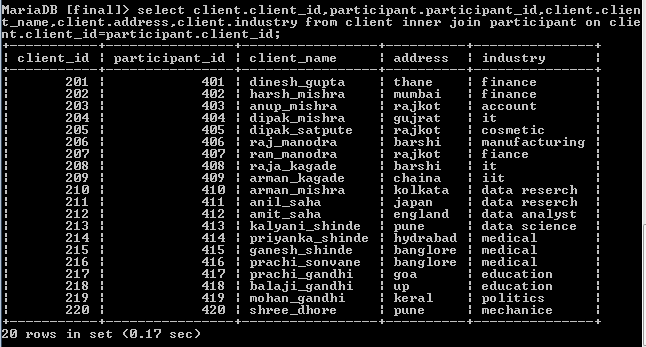 MariaDB [final]> select client.client_id,participant.participant_id,client.clien
t_name,client.address,client.industry from client inner join participant on clie
nt.client_id=participant.client_id;
+-----------+----------------+-----------------+----------+---------------+
| client_id | participant_id | client_name | address | industry |
+-----------+----------------+-----------------+----------+---------------+
| 201 | 401 | dinesh_gupta | thane | finance |
| 202 | 402 | harsh_mishra | mumbai | finance |
| 203 | 403 | anup_mishra | rajkot | account |
| 204 | 404 | dipak_mishra | gujrat | it |
| 205 | 405 | dipak_satpute | rajkot | cosmetic |
| 206 | 406 | raj_manodra | barshi | manufacturing |
| 207 | 407 | ram_manodra | rajkot | fiance |
| 208 | 408 | raja_kagade | barshi | it |
| 209 | 409 | arman_kagade | chaina | iit |
| 210 | 410 | arman_mishra | kolkata | data reserch |
| 211 | 411 | anil_saha | japan | data reserch |
| 212 | 412 | amit_saha | england | data analyst |
| 213 | 413 | kalyani_shinde | pune | data science |
| 214 | 414 | priyanka_shinde | hydrabad | medical |
| 215 | 415 | ganesh_shinde | banglore | medical |
| 216 | 416 | prachi_sonvane | banglore | medical |
| 217 | 417 | prachi_gandhi | goa | education |
| 218 | 418 | balaji_gandhi | up | education |
| 219 | 419 | mohan_gandhi | keral | politics |
| 220 | 420 | shree_dhore | pune | mechanice |
+-----------+----------------+-----------------+----------+---------------+
20 rows in set (0.17 sec)